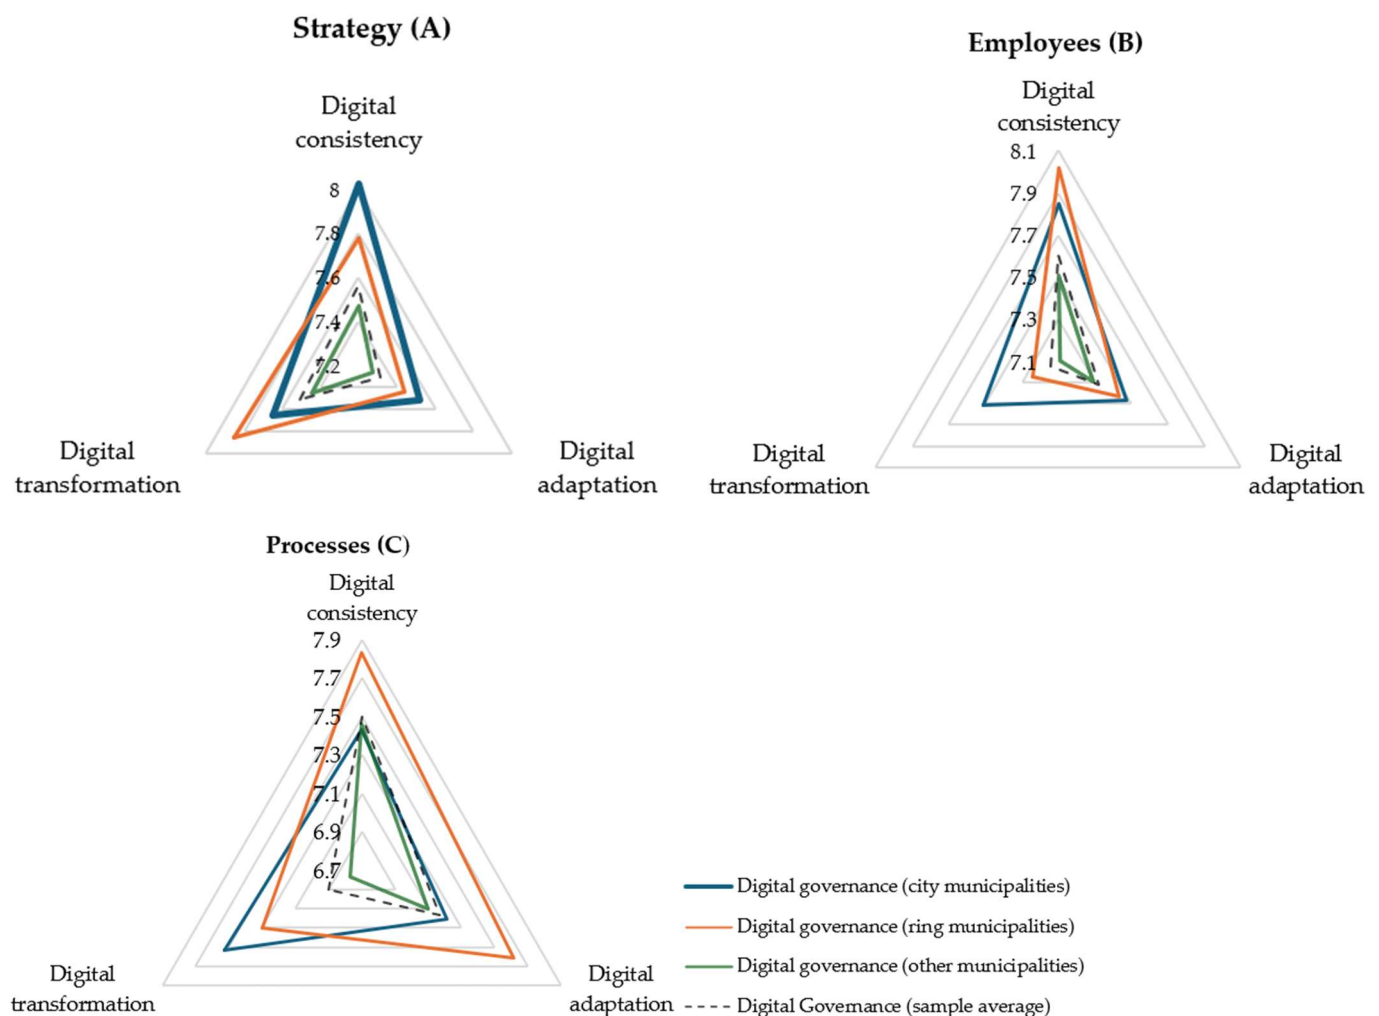 Strategy (A)
Digital
consistency
8
7.8
7.6
7.4
7.2
Digital
transformation
Digital
adaptation
Employees (B)
Digital
consistency
8.1
7.9
7.7
7.5
7.3
7.1
Digital
transformation
Digital
adaptation
Processes (C)
Digital
consistency
7.9
7.7
7.5
7.3
7.1
6.9
6.7
Digital
transformation
Digital
adaptation
Digital governance (city municipalities)
Digital governance (ring municipalities)
Digital governance (other municipalities)
Digital Governance (sample average)